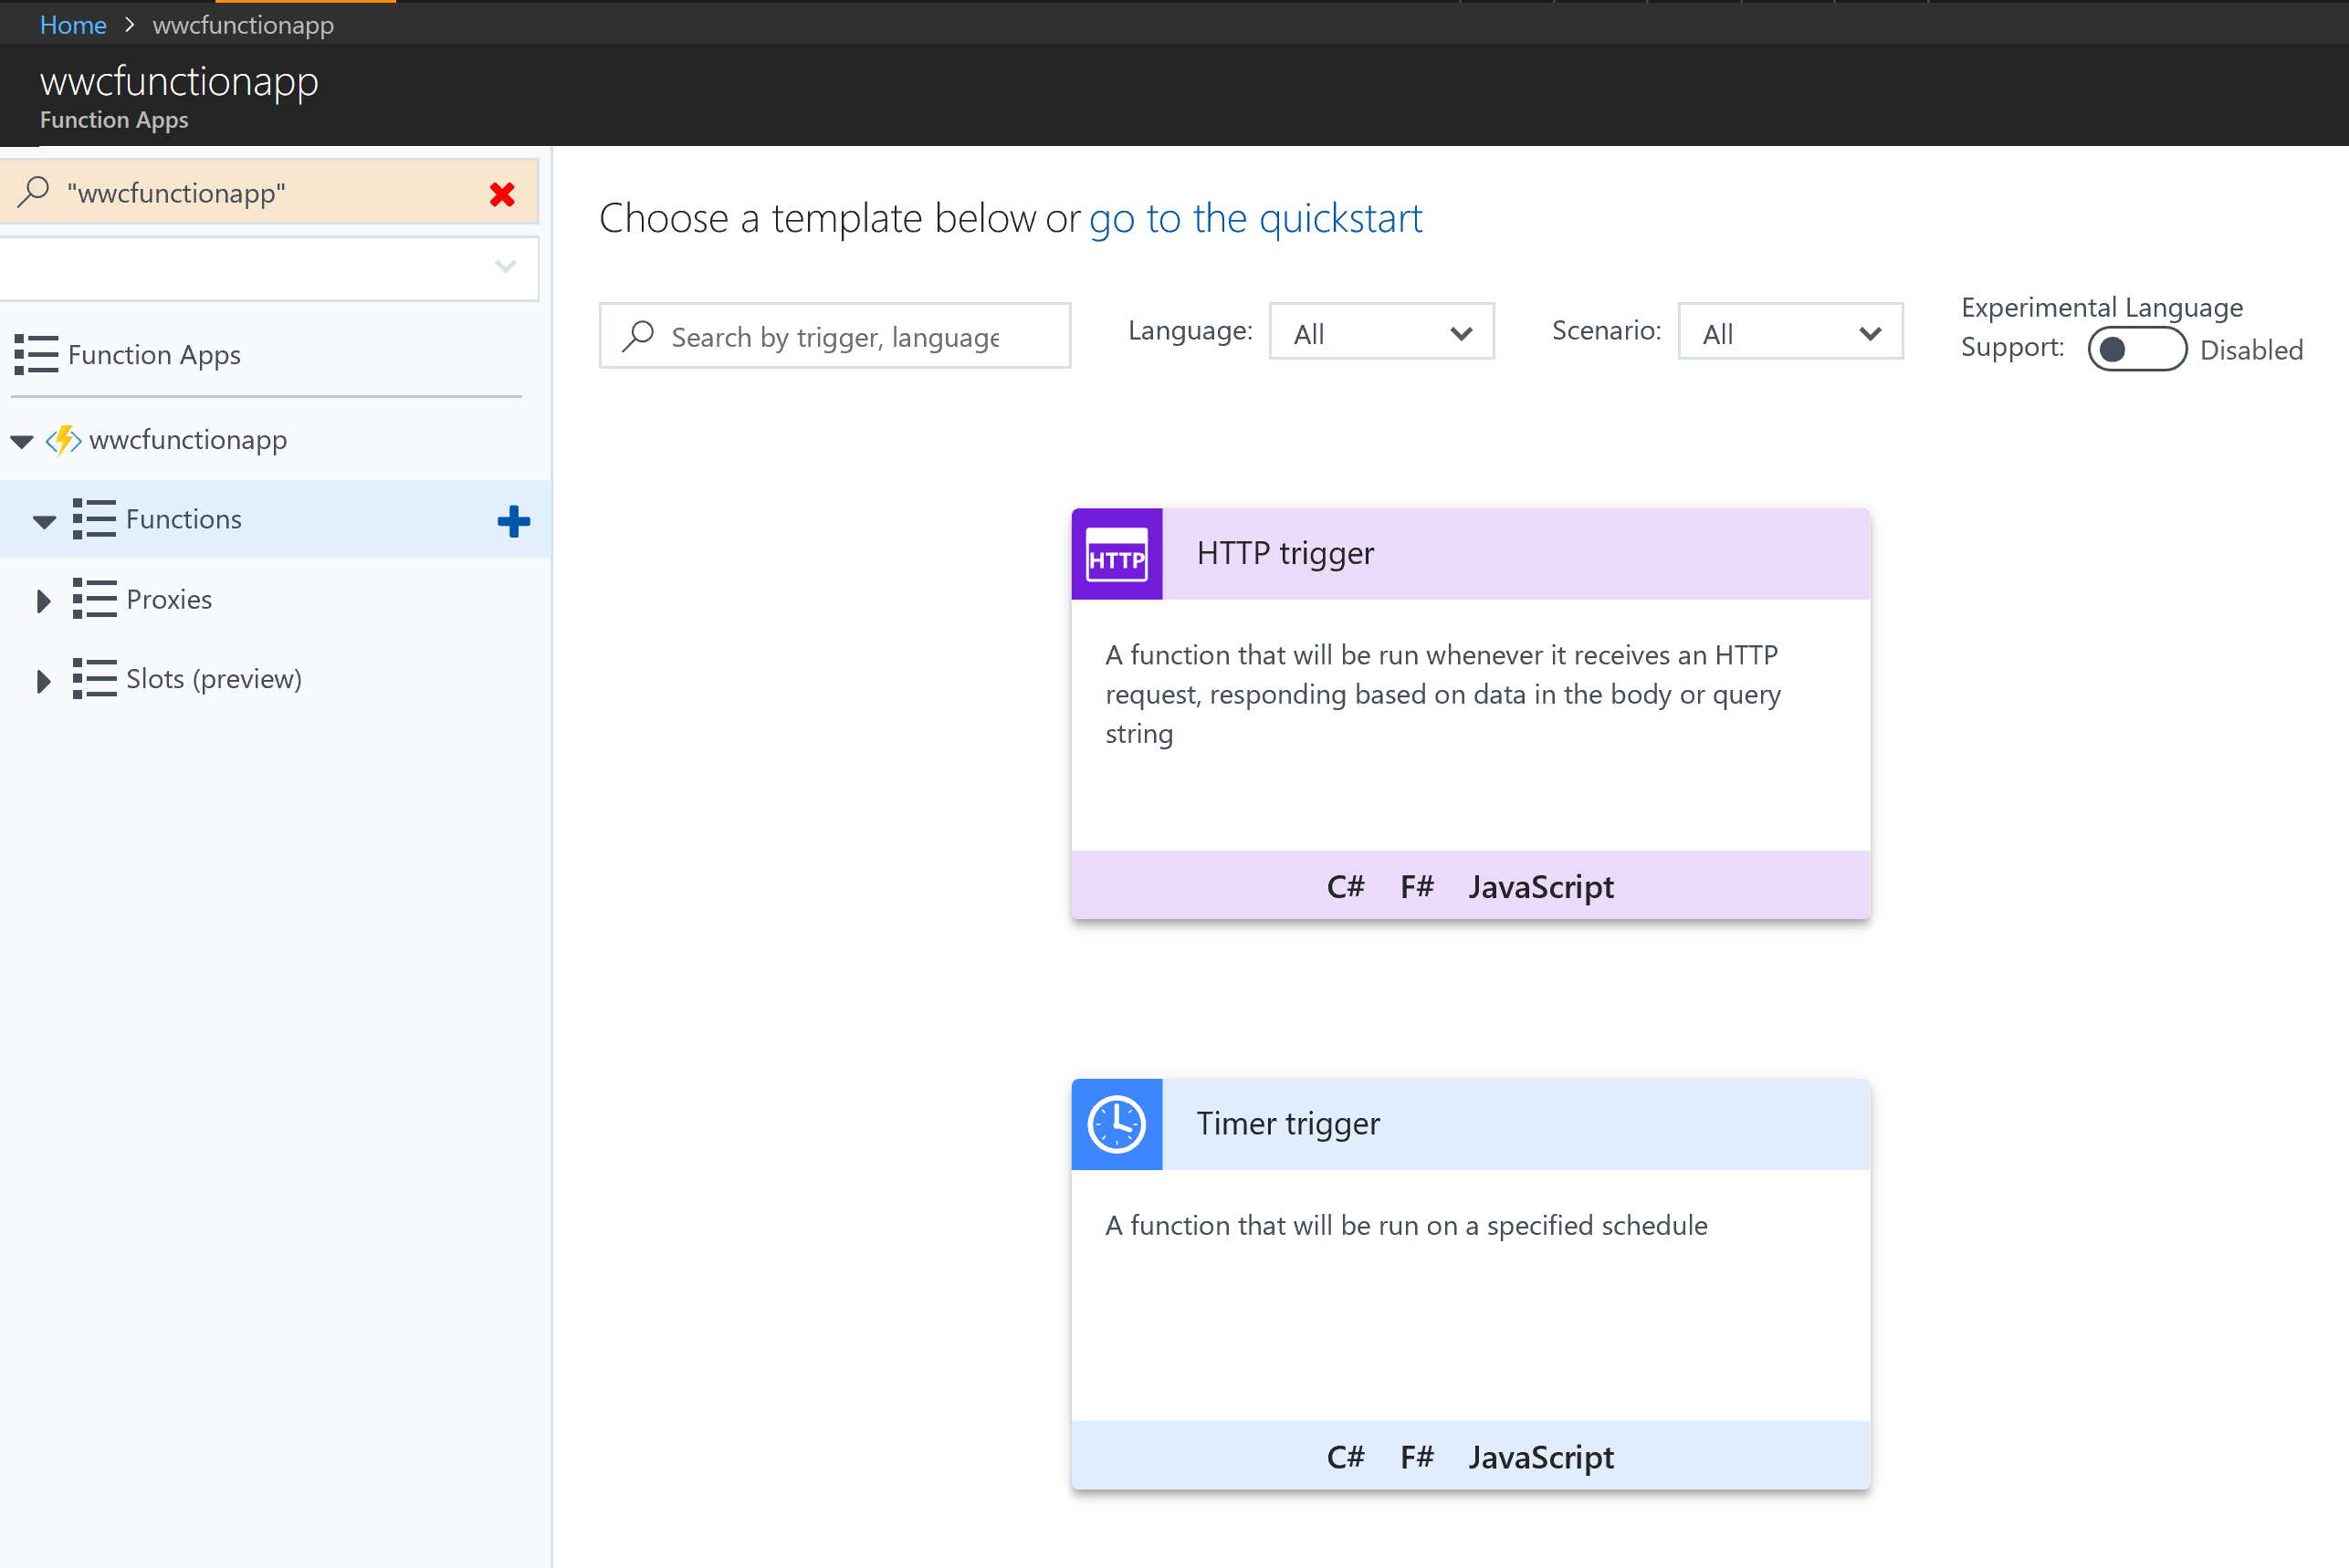 Home > wwcfunctionapp
wwcfunctionapp
Function Apps
"wwcfunctionapp"
Function Apps
wwcfunctionapp
Functions
Proxies
Slots (preview)
Choose a template below or go to the quickstart
Search by trigger, language
Language: All
Scenario: All
Experimental Language
Support: Disabled
HTTP
HTTP trigger
A function that will be run whenever it receives an HTTP
request, responding based on data in the body or query
string
C# F# JavaScript
Timer trigger
A function that will be run on a specified schedule
C# F# JavaScript